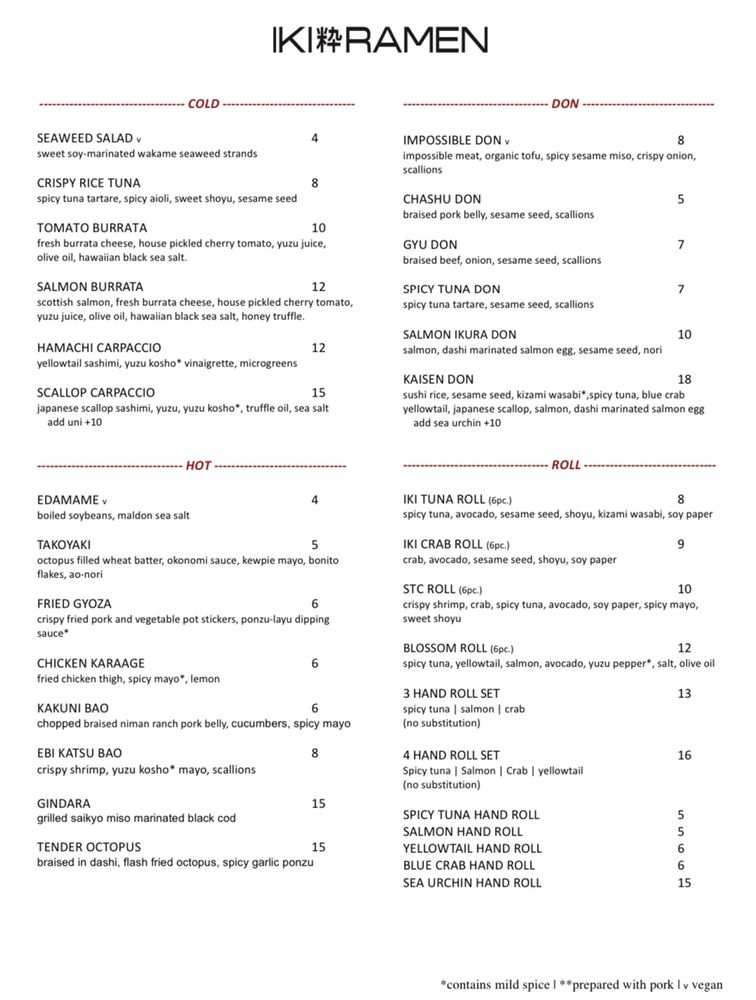 IKI粋RAMEN
---------------------------------- COLD -------------------------------
SEAWEED SALAD v 4
sweet soy-marinated wakame seaweed strands
CRISPY RICE TUNA 8
spicy tuna tartare, spicy aioli, sweet shoyu, sesame seed
TOMATO BURRATA 10
fresh burrata cheese, house pickled cherry tomato, yuzu juice,
olive oil, hawaiian black sea salt.
SALMON BURRATA 12
scottish salmon, fresh burrata cheese, house pickled cherry tomato,
yuzu juice, olive oil, hawaiian black sea salt, honey truffle.
HAMACHI CARPACCIO 12
yellowtail sashimi, yuzu kosho* vinaigrette, microgreens
SCALLOP CARPACCIO 15
japanese scallop sashimi, yuzu, yuzu kosho*, truffle oil, sea salt
add uni +10
---------------------------------- HOT -------------------------------
EDAMAME v 4
boiled soybeans, maldon sea salt
TAKOYAKI 5
octopus filled wheat batter, okonomi sauce, kewpie mayo, bonito
flakes, ao-nori
FRIED GYOZA 6
crispy fried pork and vegetable pot stickers, ponzu-layu dipping
sauce*
CHICKEN KARAAGE 6
fried chicken thigh, spicy mayo*, lemon
KAKUNI BAO 6
chopped braised niman ranch pork belly, cucumbers, spicy mayo
EBI KATSU BAO 8
crispy shrimp, yuzu kosho* mayo, scallions
GINDARA 15
grilled saikyo miso marinated black cod
TENDER OCTOPUS 15
braised in dashi, flash fried octopus, spicy garlic ponzu
---------------------------------- DON -------------------------------
IMPOSSIBLE DON v 8
impossible meat, organic tofu, spicy sesame miso, crispy onion,
scallions
CHASHU DON 5
braised pork belly, sesame seed, scallions
GYU DON 7
braised beef, onion, sesame seed, scallions
SPICY TUNA DON 7
spicy tuna tartare, sesame seed, scallions
SALMON IKURA DON 10
salmon, dashi marinated salmon egg, sesame seed, nori
KAISEN DON 18
sushi rice, sesame seed, kizami wasabi*,spicy tuna, blue crab
yellowtail, japanese scallop, salmon, dashi marinated salmon egg
add sea urchin +10
---------------------------------- ROLL -------------------------------
IKI TUNA ROLL (6pc.) 8
spicy tuna, avocado, sesame seed, shoyu, kizami wasabi, soy paper
IKI CRAB ROLL (6pc.) 9
crab, avocado, sesame seed, shoyu, soy paper
STC ROLL (6pc.) 10
crispy shrimp, crab, spicy tuna, avocado, soy paper, spicy mayo,
sweet shoyu
BLOSSOM ROLL (6pc.) 12
spicy tuna, yellowtail, salmon, avocado, yuzu pepper*, salt, olive oil
3 HAND ROLL SET 13
spicy tuna | salmon | crab
(no substitution)
4 HAND ROLL SET 16
Spicy tuna | Salmon | Crab | yellowtail
(no substitution)
SPICY TUNA HAND ROLL 5
SALMON HAND ROLL 5
YELLOWTAIL HAND ROLL 6
BLUE CRAB HAND ROLL 6
SEA URCHIN HAND ROLL 15
*contains mild spice | **prepared with pork | v vegan